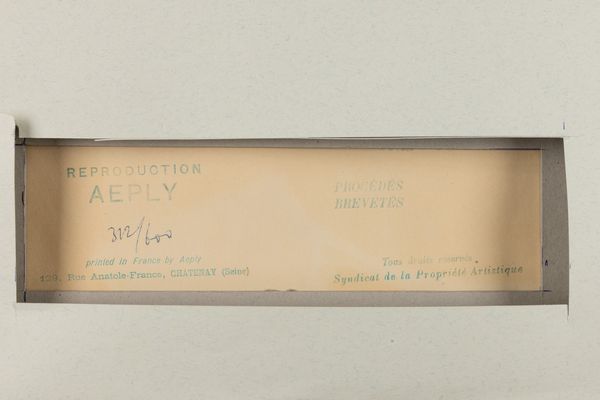 REPRODUCTION
AEPLY
312/600
printed in France by Aeply
129, Rue Anatole-France, CHATENAY (Seine)
PROCÉDÉS
BREVETÉS
Tous droits réservés
Syndicat de la Propriété Artistique